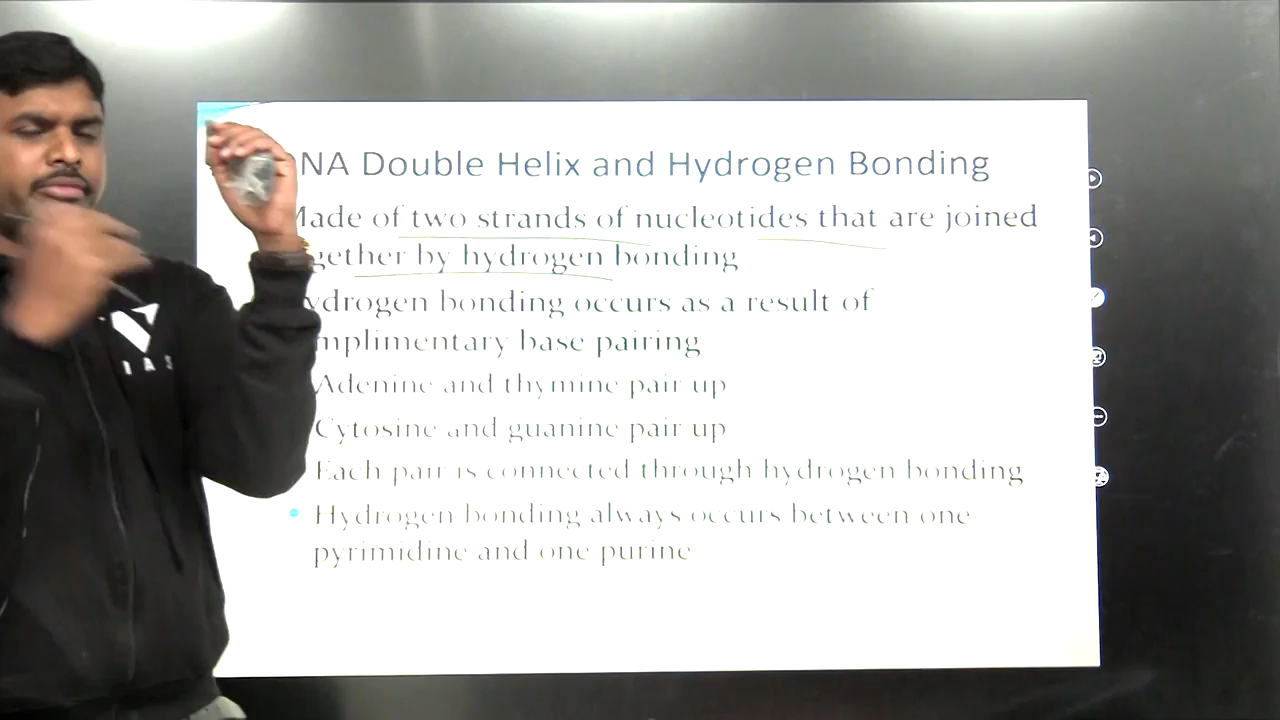 NA Double Helix and Hydrogen Bonding
Made of two strands of nucleotides that are joined
gether by hydrogen bonding
ydrogen bonding occurs as a result of
mplimentary base pairing
Adenine and thymine pair up
Cytosine and guanine pair up
Each pair is connected through hydrogen bonding
Hydrogen bonding always occurs between one
pyrimidine and one purine
IAS